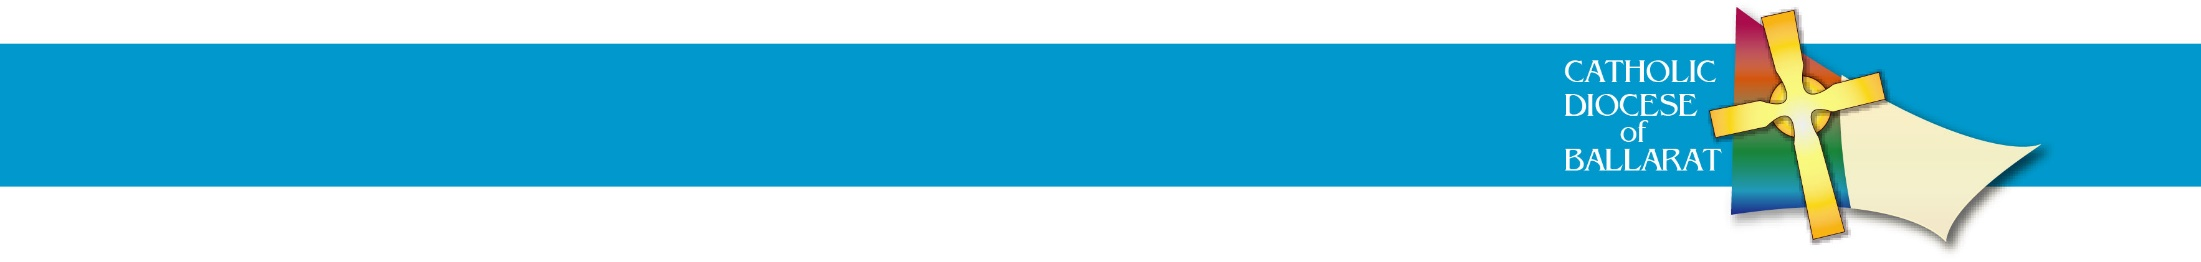 CATHOLIC
DIOCESE
of
BALLARAT